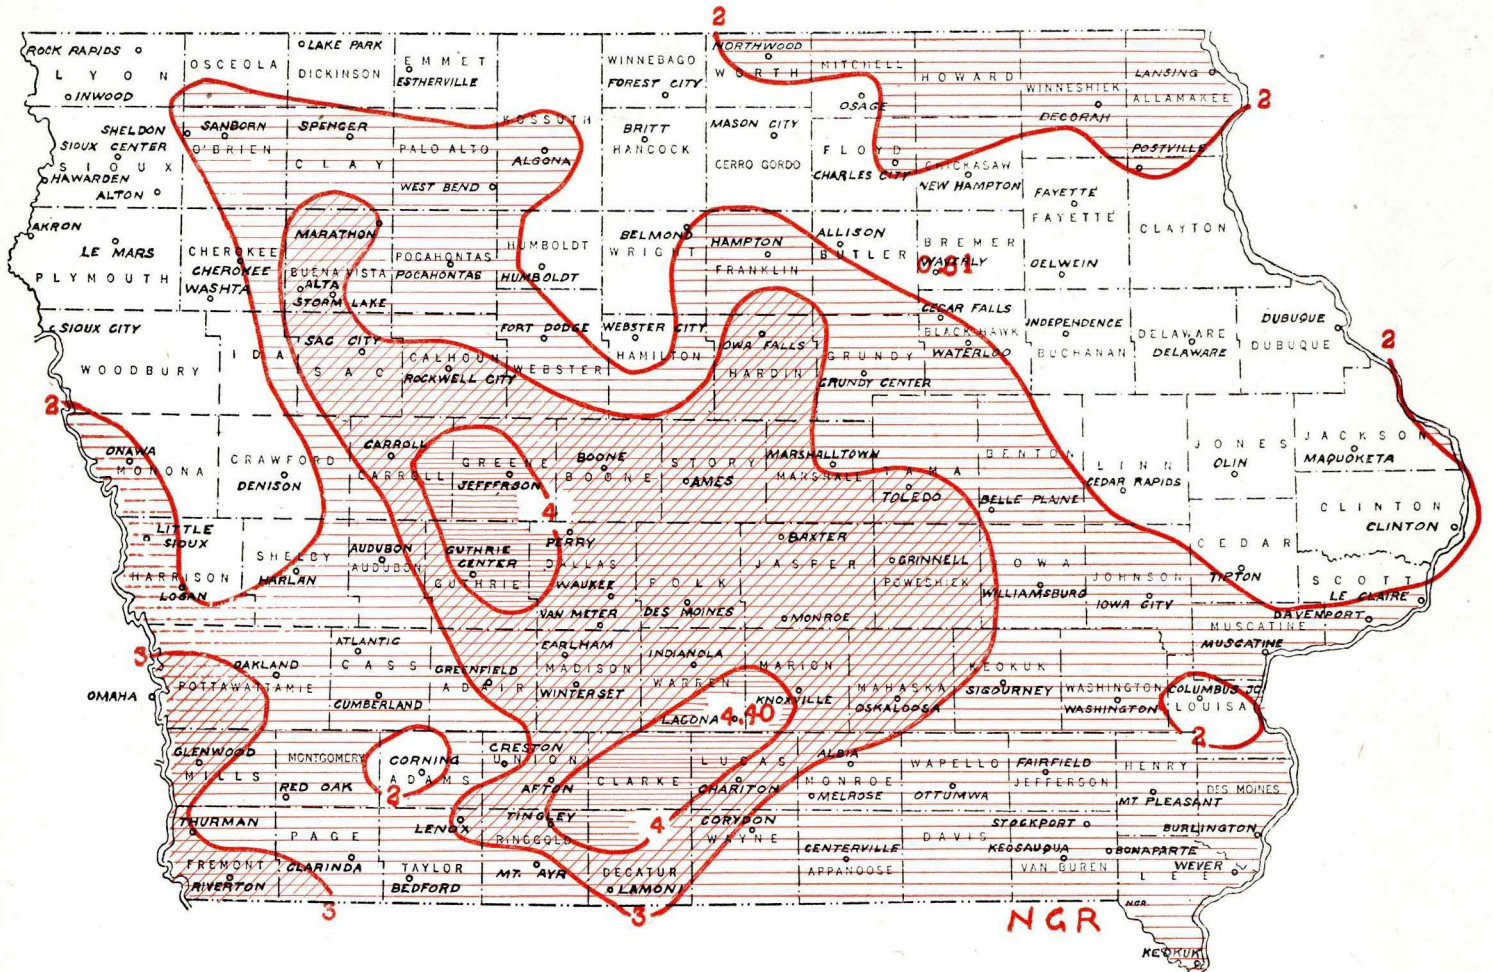 2
ROCK RAPIDS
LAKE PARK
OSCEOLA
DICKINSON
EMMET
ESTHERVILLE
WINNEBAGO
FOREST CITY
NORTHWOOD
WORTH
MITCHELL
HOWARD
WINNESHIEK
LANSING
ALLAMAKEE
LYON
INWOOD
OSAGE
DECORAH
2
SHELDON
SANBORN
SPENCER
KOSSUTH
BRITT
MASON CITY
SIOUX CENTER
O'BRIEN
CLAY
PALO ALTO
ALGONA
HANCOCK
CERRO GORDO
FLOYD
CHICKASAW
POSTVILLE
SIOUX
HAWARDEN
ALTON
WEST BEND
CHARLES CITY
NEW HAMPTON
FAYETTE
FAYETTE
AKRON
LE MARS
PLYMOUTH
CHEROKEE
CHEROKEE
WASHTA
MARATHON
BUENA VISTA
ALTA
STORM LAKE
POCAHONTAS
POCAHONTAS
HUMBOLDT
HUMBOLDT
BELMOND
WRIGHT
HAMPTON
FRANKLIN
ALLISON
BUTLER
BREMER
WAVERLY
0.81
OELWEIN
CLAYTON
SIOUX CITY
WOODBURY
IDA
SAC CITY
SAC
CALHOUN
ROCKWELL CITY
FORT DODGE
WEBSTER
WEBSTER CITY
HAMILTON
IOWA FALLS
HARDIN
GRUNDY
GRUNDY CENTER
CEDAR FALLS
BLACK HAWK
WATERLOO
INDEPENDENCE
BUCHANAN
DELAWARE
DELAWARE
DUBUQUE
DUBUQUE
2
2
ONAWA
MONONA
CRAWFORD
DENISON
CARROLL
CARROLL
GREENE
JEFFERSON
BOONE
BOONE
STORY
AMES
MARSHALLTOWN
MARSHALL
TAMA
TOLEDO
BENTON
BELLE PLAINE
LINN
CEDAR RAPIDS
JONES
OLIN
JACKSON
MAQUOKETA
4
CLINTON
CLINTON
LITTLE
SIOUX
HARRISON
LOGAN
SHELBY
HARLAN
AUDUBON
AUDUBON
GUTHRIE
CENTER
GUTHRIE
PERRY
DALLAS
WAUKEE
VAN METER
POLK
DES MOINES
BAXTER
JASPER
MONROE
GRINNELL
POWESHIEK
IOWA
WILLIAMSBURG
JOHNSON
IOWA CITY
CEDAR
TIPTON
SCOTT
LE CLAIRE
DAVENPORT
MUSCATINE
MUSCATINE
3
OMAHA
OAKLAND
POTTAWATTAMIE
ATLANTIC
CASS
CUMBERLAND
GREENFIELD
ADAIR
EARLHAM
MADISON
WINTERSET
INDIANOLA
WARREN
LACONA
4.40
MARION
KNOXVILLE
MAHASKA
OSKALOOSA
KEOKUK
SIGOURNEY
WASHINGTON
WASHINGTON
COLUMBUS JC
LOUISA
2
GLENWOOD
MILLS
MONTGOMERY
RED OAK
CORNING
ADAMS
2
CRESTON
UNION
AFTON
CLARKE
LUCAS
CHARITON
ALBIA
MONROE
MELROSE
WAPELLO
OTTUMWA
FAIRFIELD
JEFFERSON
HENRY
MT. PLEASANT
DES MOINES
THURMAN
PAGE
LENOX
TINGLEY
RINGGOLD
4
CORYDON
WAYNE
CENTERVILLE
APPANOOSE
DAVIS
STOCKPORT
KEOSAUQUA
VAN BUREN
BURLINGTON
BONAPARTE
WEVER
LEE
FREMONT
RIVERTON
CLARINDA
TAYLOR
BEDFORD
MT. AYR
DECATUR
LAMONI
3
3
NGR
NGR
KEOKUK